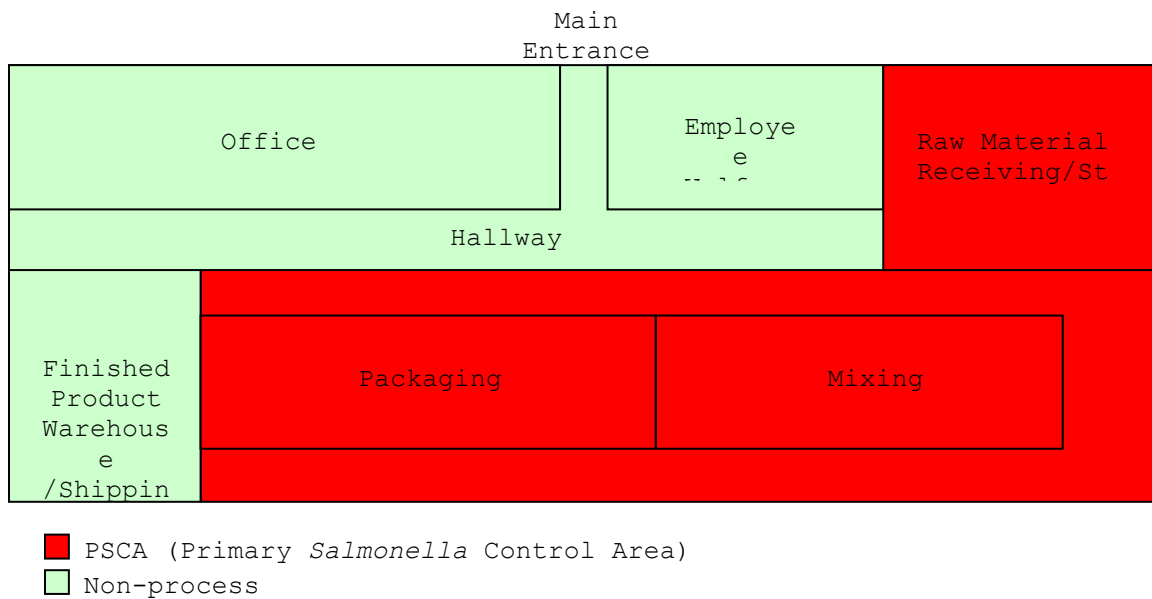 Main
Entrance
Office
Employe
e
Raw Material
Receiving/St
Hallway
Finished
Product
Warehous
e
/Shippin
Packaging
Mixing
PSCA (Primary Salmonella Control Area)
Non-process